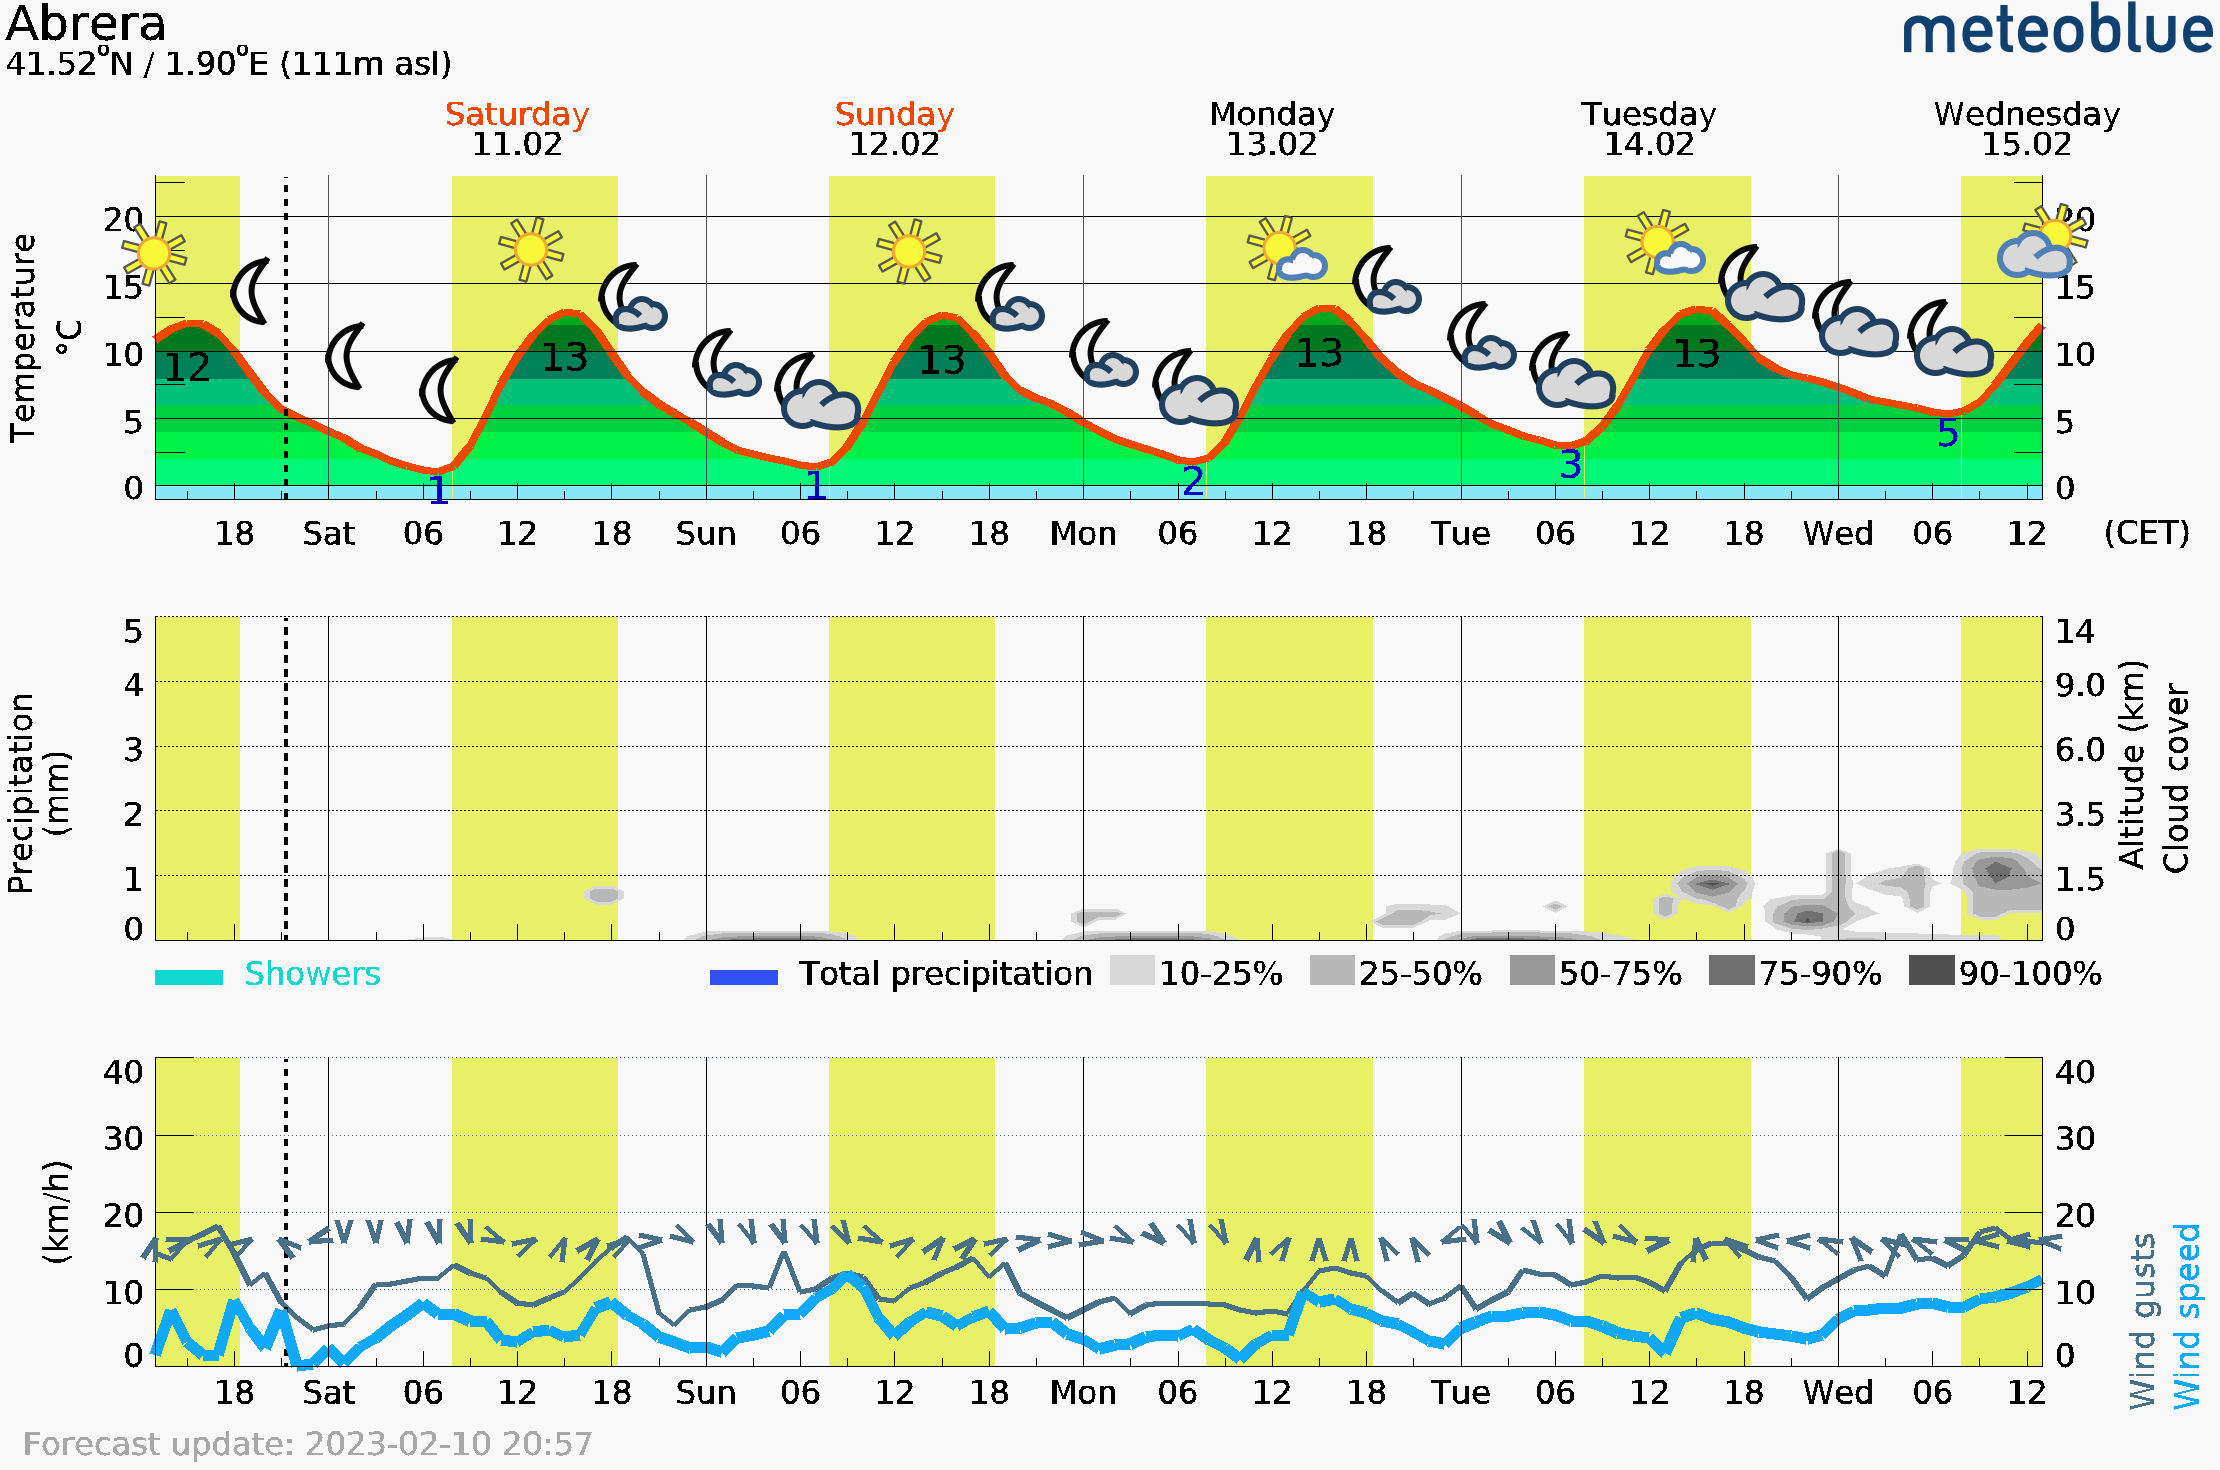 Abrera
meteoblue
41.52°N / 1.90°E (111m asl)
Saturday Sunday Monday Tuesday Wednesday
11.02 12.02 13.02 14.02 15.02
Temperature
°C
20 20
15 15
10 10
5 5
0 0
12 13 13 13 13
1 1 2 3 5
18 Sat 06 12 18 Sun 06 12 18 Mon 06 12 18 Tue 06 12 18 Wed 06 12 (CET)
Precipitation
(mm)
5 14
4 9.0
3 6.0
2 3.5
1 1.5
0 0
Altitude (km)
Cloud cover
Showers Total precipitation 10-25% 25-50% 50-75% 75-90% 90-100%
(km/h)
40 40
30 30
20 20
10 10
0 0
Wind gusts
Wind speed
18 Sat 06 12 18 Sun 06 12 18 Mon 06 12 18 Tue 06 12 18 Wed 06 12
Forecast update: 2023-02-10 20:57